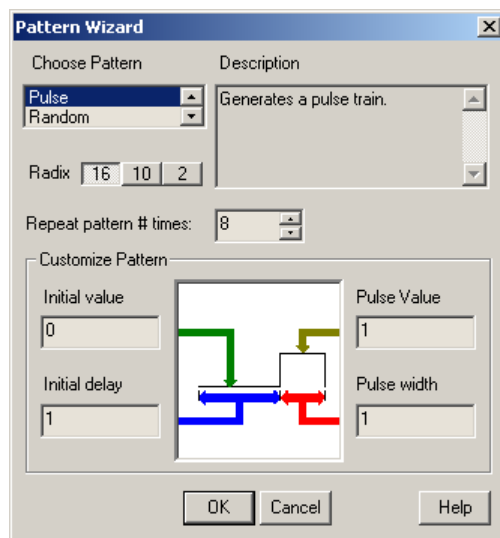 Pattern Wizard
Choose Pattern
Description
Pulse
Random
Generates a pulse train.
Radix 16 10 2
Repeat pattern # times: 8
Customize Pattern
Initial value
Pulse Value
0
1
Initial delay
Pulse width
1
1
OK Cancel Help